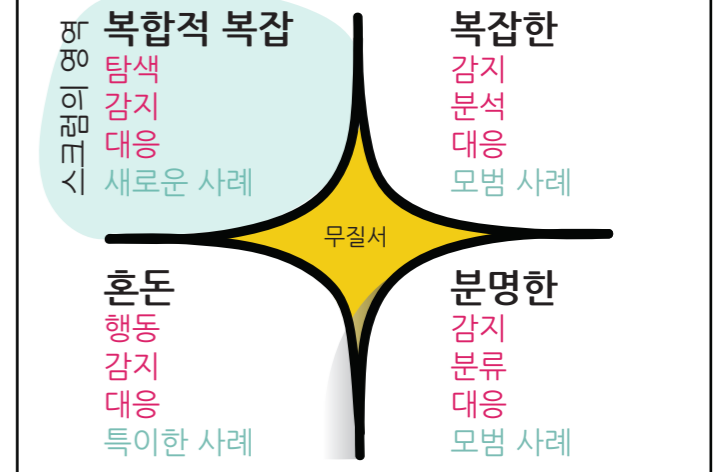 스크럼의 영역
복합적 복잡
탐색
감지
대응
새로운 사례
복잡한
감지
분석
대응
모범 사례
무질서
혼돈
행동
감지
대응
특이한 사례
분명한
감지
분류
대응
모범 사례